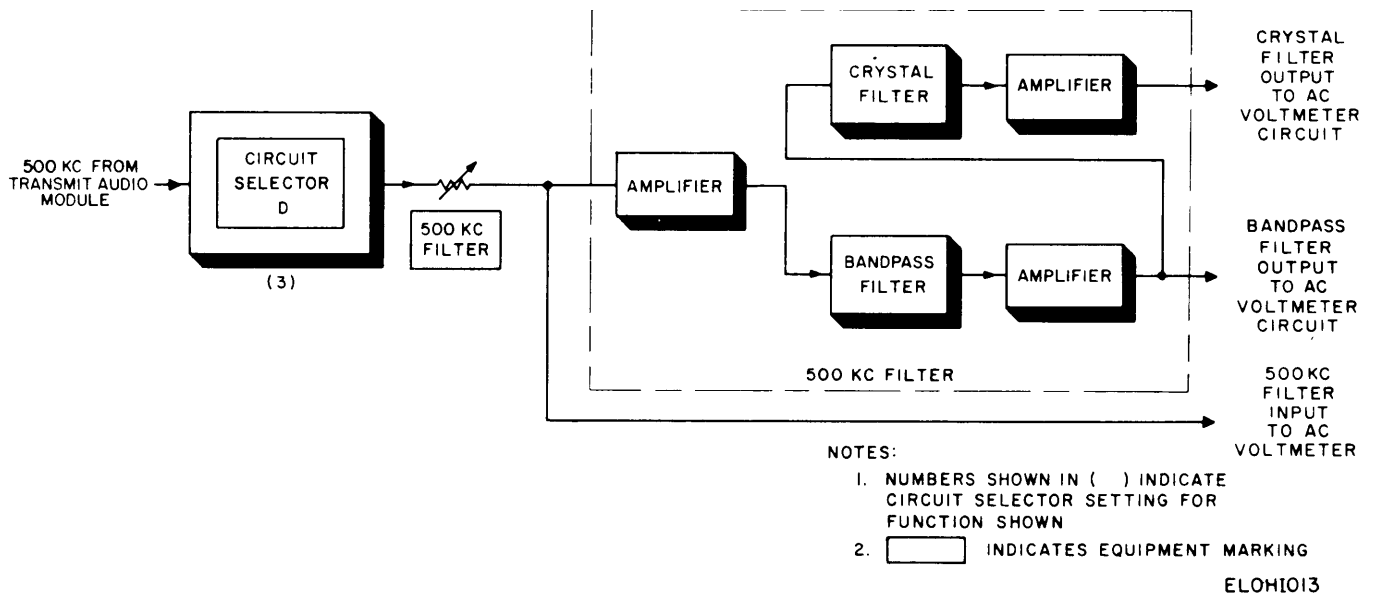 500 KC FROM
TRANSMIT AUDIO
MODULE
CIRCUIT
SELECTOR
D
(3)
500 KC
FILTER
AMPLIFIER
CRYSTAL
FILTER
AMPLIFIER
BANDPASS
FILTER
AMPLIFIER
500 KC FILTER
CRYSTAL
FILTER
OUTPUT
TO AC
VOLTMETER
CIRCUIT
BANDPASS
FILTER
OUTPUT
TO AC
VOLTMETER
CIRCUIT
500KC
FILTER
INPUT
TO AC
VOLTMETER
NOTES:
1. NUMBERS SHOWN IN ( ) INDICATE
CIRCUIT SELECTOR SETTING FOR
FUNCTION SHOWN
2. INDICATES EQUIPMENT MARKING
ELOHI013